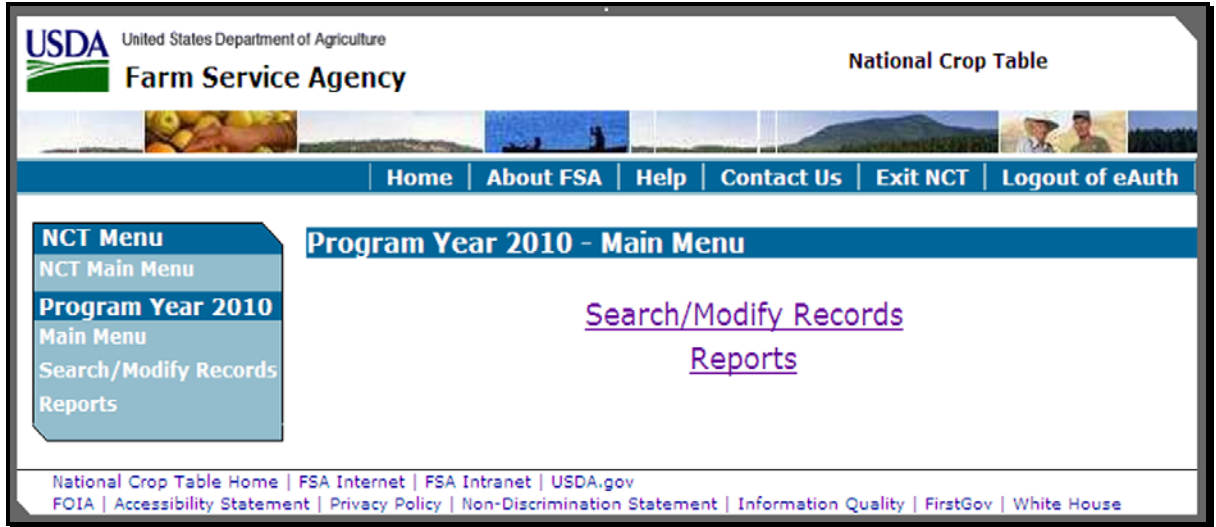 USDA United States Department of Agriculture
Farm Service Agency
National Crop Table
Home | About FSA | Help | Contact Us | Exit NCT | Logout of eAuth
NCT Menu
NCT Main Menu
Program Year 2010
Main Menu
Search/Modify Records
Reports
Program Year 2010 - Main Menu
Search/Modify Records
Reports
National Crop Table Home | FSA Internet | FSA Intranet | USDA.gov
FOIA | Accessibility Statement | Privacy Policy | Non-Discrimination Statement | Information Quality | FirstGov | White House